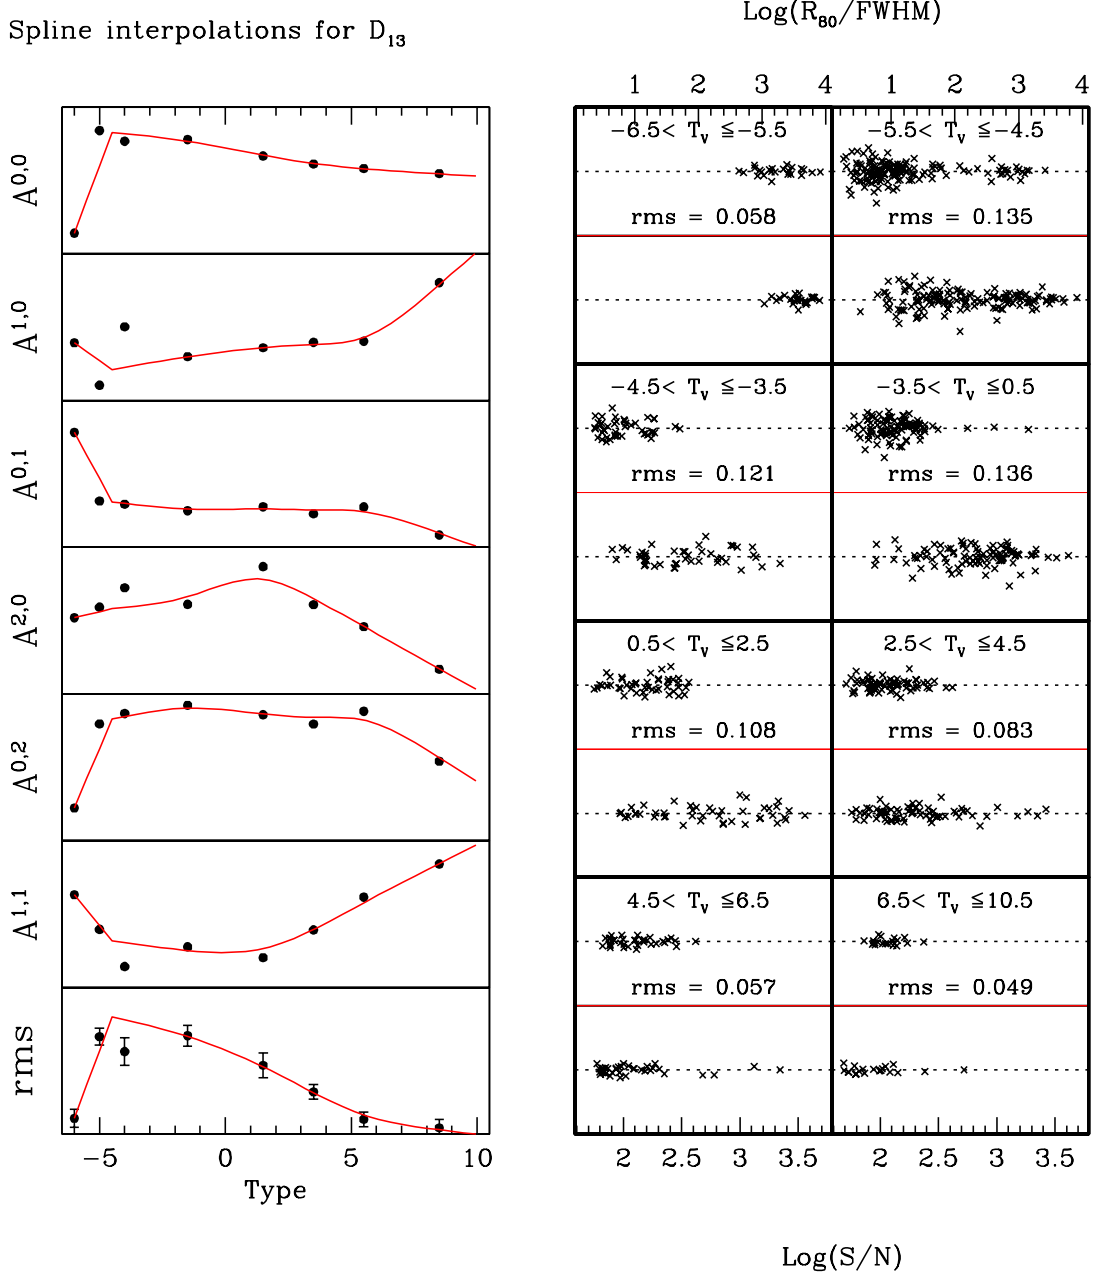 Log(R80/FWHM)
Spline interpolations for D13
1 2 3 4 1 2 3 4
A0,0
−6.5< TV ≦−5.5
−5.5< TV ≦−4.5
rms = 0.058
rms = 0.135
A1,0
−4.5< TV ≦−3.5
−3.5< TV ≦0.5
A0,1
rms = 0.121
rms = 0.136
A2,0
0.5< TV ≦2.5
2.5< TV ≦4.5
A0,2
rms = 0.108
rms = 0.083
A1,1
4.5< TV ≦6.5
6.5< TV ≦10.5
rms = 0.057
rms = 0.049
rms
−5 0 5 10
2 2.5 3 3.5 2 2.5 3 3.5
Type
Log(S/N)